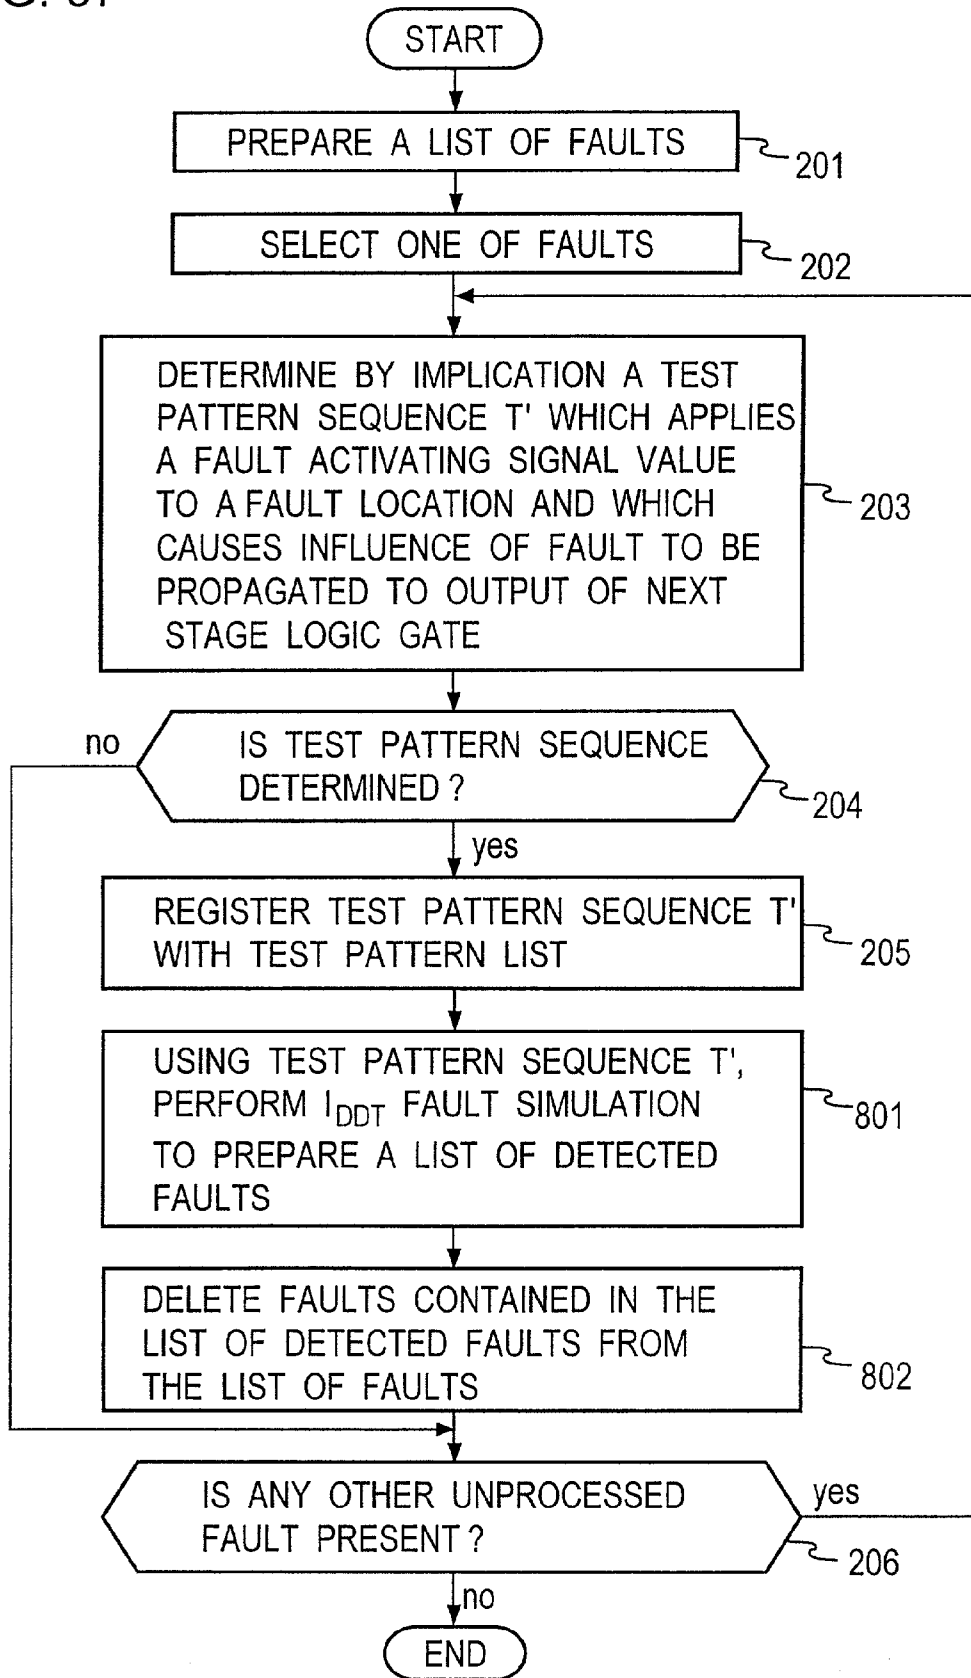 START
PREPARE A LIST OF FAULTS
201
SELECT ONE OF FAULTS
202
DETERMINE BY IMPLICATION A TEST
PATTERN SEQUENCE T' WHICH APPLIES
A FAULT ACTIVATING SIGNAL VALUE
TO A FAULT LOCATION AND WHICH
CAUSES INFLUENCE OF FAULT TO BE
PROPAGATED TO OUTPUT OF NEXT
STAGE LOGIC GATE
203
no
IS TEST PATTERN SEQUENCE
DETERMINED ?
204
yes
REGISTER TEST PATTERN SEQUENCE T'
WITH TEST PATTERN LIST
205
USING TEST PATTERN SEQUENCE T',
PERFORM IDDT FAULT SIMULATION
TO PREPARE A LIST OF DETECTED
FAULTS
801
DELETE FAULTS CONTAINED IN THE
LIST OF DETECTED FAULTS FROM
THE LIST OF FAULTS
802
IS ANY OTHER UNPROCESSED
FAULT PRESENT ?
yes
206
no
END